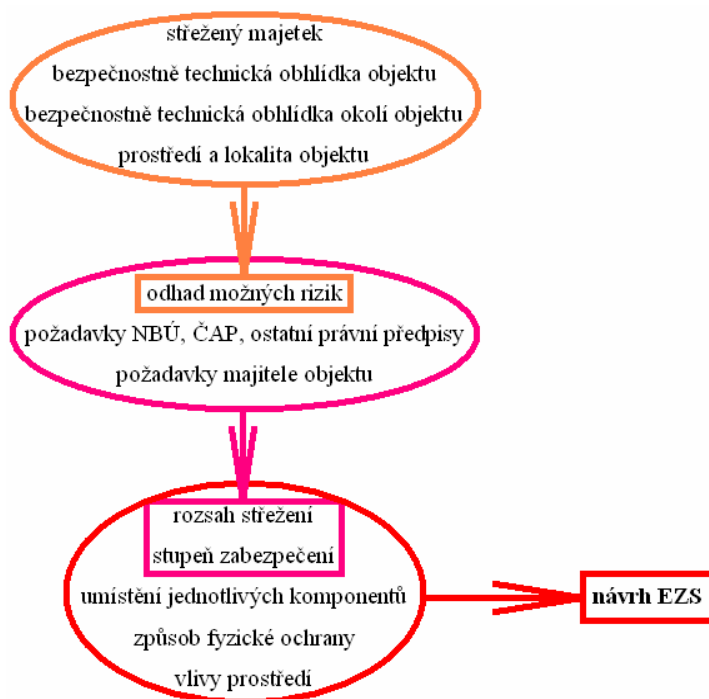 střežený majetek
bezpečnostně technická obhlídka objektu
bezpečnostně technická obhlídka okolí objektu
prostředí a lokalita objektu
odhad možných rizik
požadavky NBÚ, ČAP, ostatní právní předpisy
požadavky majitele objektu
rozsah střežení
stupeň zabezpečení
umístění jednotlivých komponentů
způsob fyzické ochrany
vlivy prostředí
návrh EZS